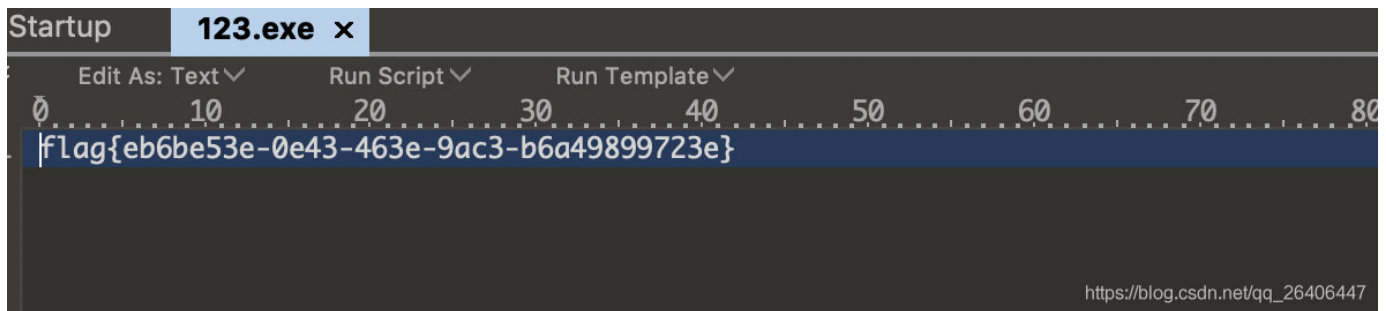 Startup 123.exe ×
Edit As: Text Run Script Run Template
0 10 20 30 40 50 60 70 80
flag{eb6be53e-0e43-463e-9ac3-b6a49899723e}
https://blog.csdn.net/qq_26406447